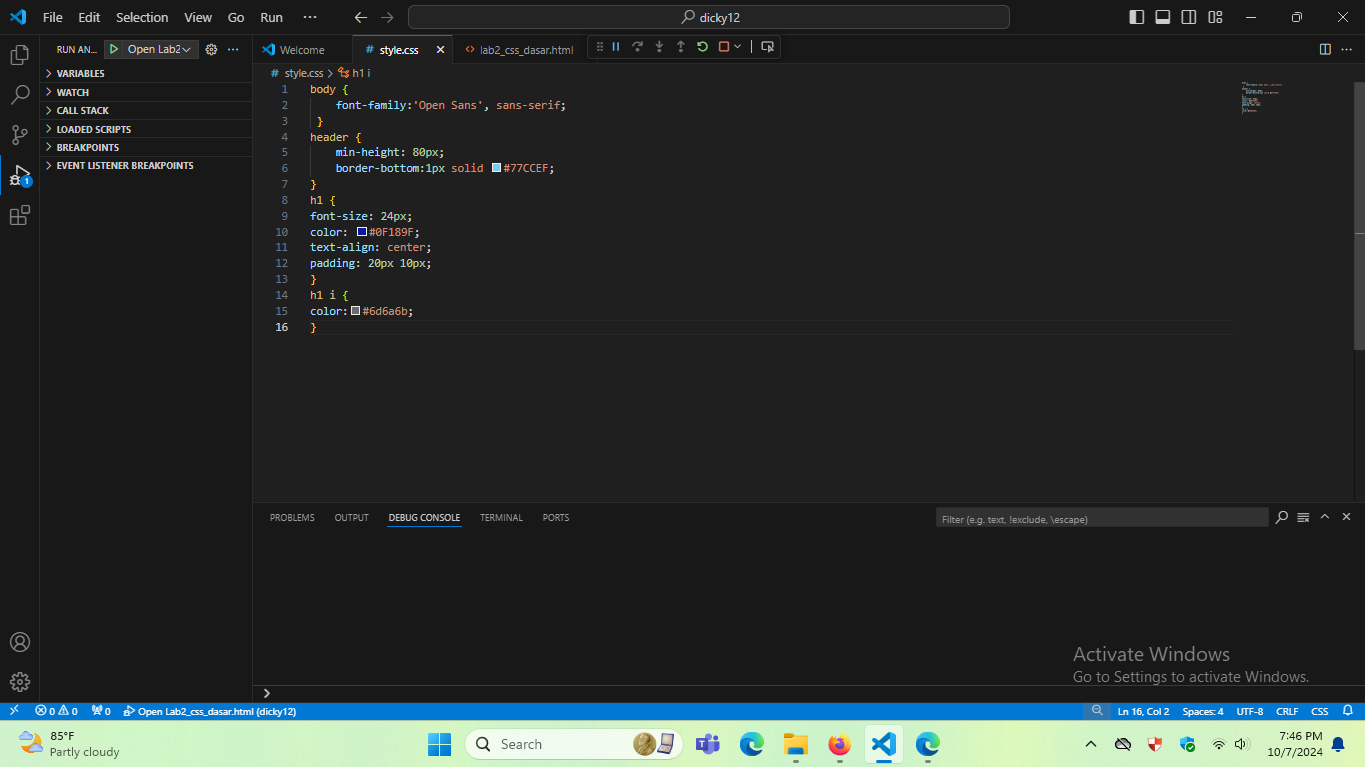 File Edit Selection View Go Run ··· dicky12
RUN AN... Open Lab2 ···
Welcome style.css lab2_css_dasar.html ···
VARIABLES
WATCH
CALL STACK
LOADED SCRIPTS
BREAKPOINTS
EVENT LISTENER BREAKPOINTS
# style.css > h1 i
1 body {
2 font-family:'Open Sans', sans-serif;
3 }
4 header {
5 min-height: 80px;
6 border-bottom:1px solid #77CCEF;
7 }
8 h1 {
9 font-size: 24px;
10 color: #0F189F;
11 text-align: center;
12 padding: 20px 10px;
13 }
14 h1 i {
15 color:#6d6a6b;
16 }
PROBLEMS OUTPUT DEBUG CONSOLE TERMINAL PORTS
Filter (e.g. text, !exclude, \escape)
Activate Windows
Go to Settings to activate Windows.
1
0 0 0 Open Lab2_css_dasar.html (dicky12)
Ln 16, Col 2 Spaces: 4 UTF-8 CRLF CSS
85°F
Partly cloudy
Search
7:46 PM
10/7/2024